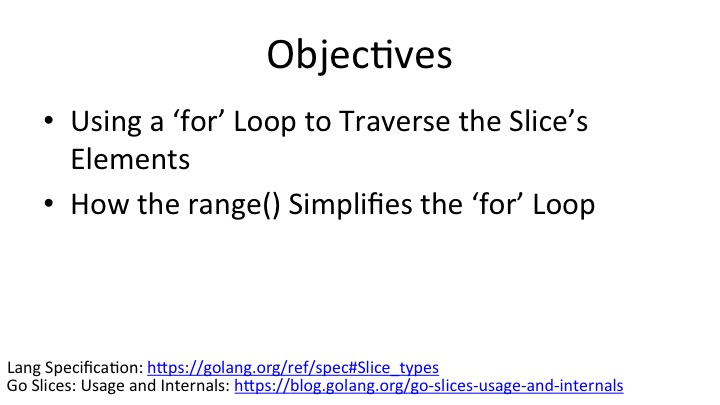 Objectives
• Using a ‘for’ Loop to Traverse the Slice’s
Elements
• How the range() Simplifies the ‘for’ Loop
Lang Specification: https://golang.org/ref/spec#Slice_types
Go Slices: Usage and Internals: https://blog.golang.org/go-slices-usage-and-internals